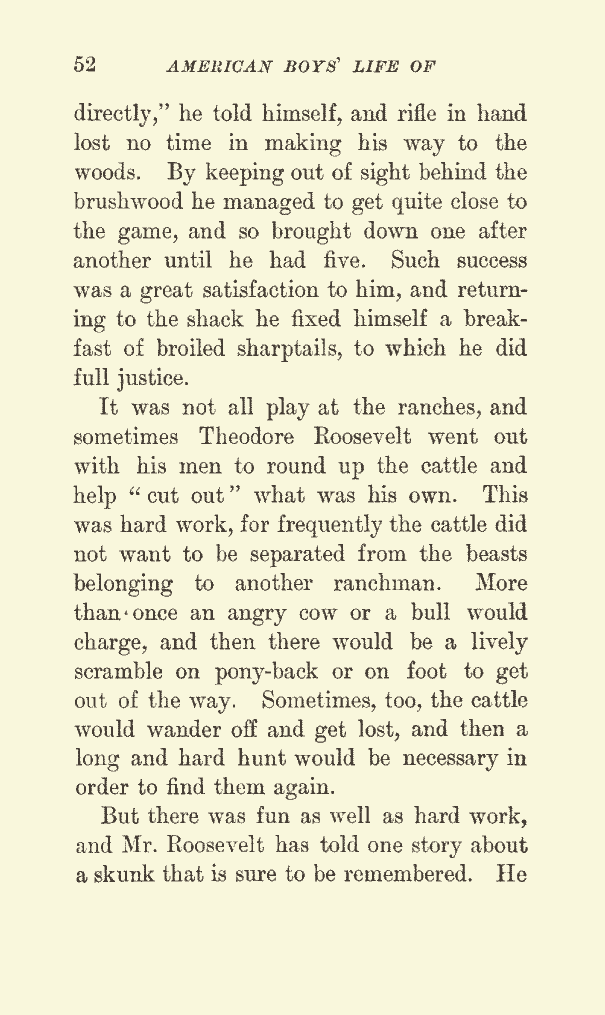 52 AMERICAN BOYS' LIFE OF
directly," he told himself, and rifle in hand
lost no time in making his way to the
woods. By keeping out of sight behind the
brushwood he managed to get quite close to
the game, and so brought down one after
another until he had five. Such success
was a great satisfaction to him, and return-
ing to the shack he fixed himself a break-
fast of broiled sharptails, to which he did
full justice.
It was not all play at the ranches, and
sometimes Theodore Roosevelt went out
with his men to round up the cattle and
help "cut out" what was his own. This
was hard work, for frequently the cattle did
not want to be separated from the beasts
belonging to another ranchman. More
than once an angry cow or a bull would
charge, and then there would be a lively
scramble on pony-back or on foot to get
out of the way. Sometimes, too, the cattle
would wander off and get lost, and then a
long and hard hunt would be necessary in
order to find them again.
But there was fun as well as hard work,
and Mr. Roosevelt has told one story about
a skunk that is sure to be remembered. He